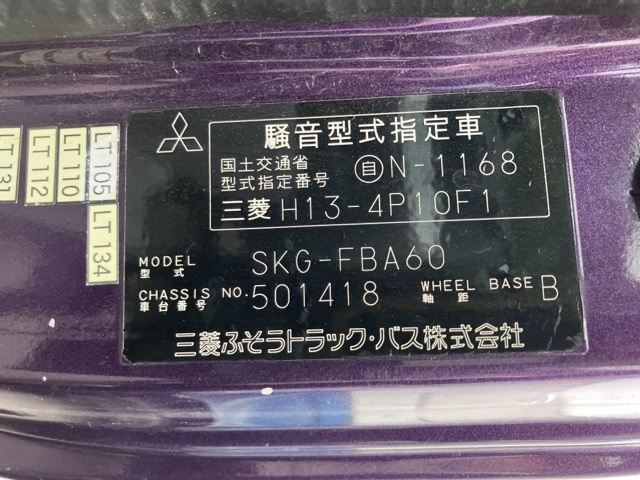 騒音型式指定車
国土交通省
型式指定番号 自N-1168
三菱 H13-4P10F1
MODEL
型式 SKG-FBA60
CHASSIS NO.
車台番号 501418
WHEEL BASE
軸距 B
三菱ふそうトラック・バス株式会社
LT 131
LT 112
LT 110
LT 105
LT 134